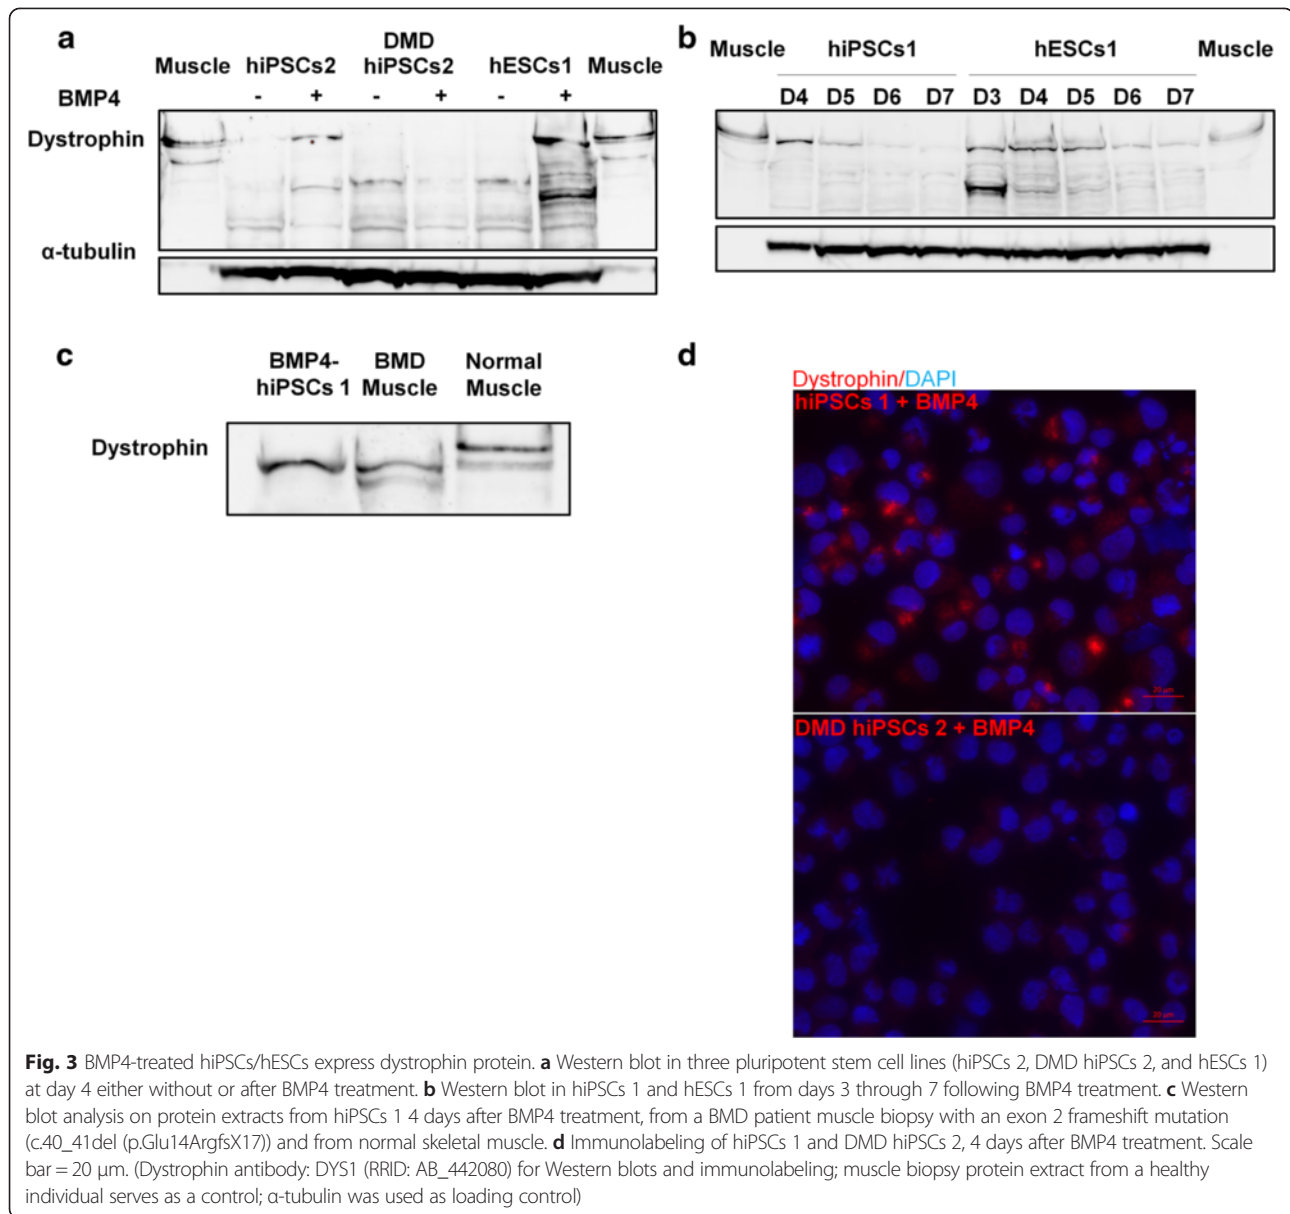 a
DMD
Muscle hiPSCs2 hiPSCs2 hESCs1 Muscle
BMP4 - + - + - +
Dystrophin
α-tubulin
b
Muscle hiPSCs1 hESCs1 Muscle
D4 D5 D6 D7 D3 D4 D5 D6 D7
c
BMP4- BMD Normal
hiPSCs 1 Muscle Muscle
Dystrophin
d
Dystrophin/DAPI
hiPSCs 1 + BMP4
20 µm
DMD hiPSCs 2 + BMP4
20 µm
Fig. 3 BMP4-treated hiPSCs/hESCs express dystrophin protein. a Western blot in three pluripotent stem cell lines (hiPSCs 2, DMD hiPSCs 2, and hESCs 1)
at day 4 either without or after BMP4 treatment. b Western blot in hiPSCs 1 and hESCs 1 from days 3 through 7 following BMP4 treatment. c Western
blot analysis on protein extracts from hiPSCs 1 4 days after BMP4 treatment, from a BMD patient muscle biopsy with an exon 2 frameshift mutation
(c.40_41del (p.Glu14ArgfsX17)) and from normal skeletal muscle. d Immunolabeling of hiPSCs 1 and DMD hiPSCs 2, 4 days after BMP4 treatment. Scale
bar = 20 µm. (Dystrophin antibody: DYS1 (RRID: AB_442080) for Western blots and immunolabeling; muscle biopsy protein extract from a healthy
individual serves as a control; α-tubulin was used as loading control)